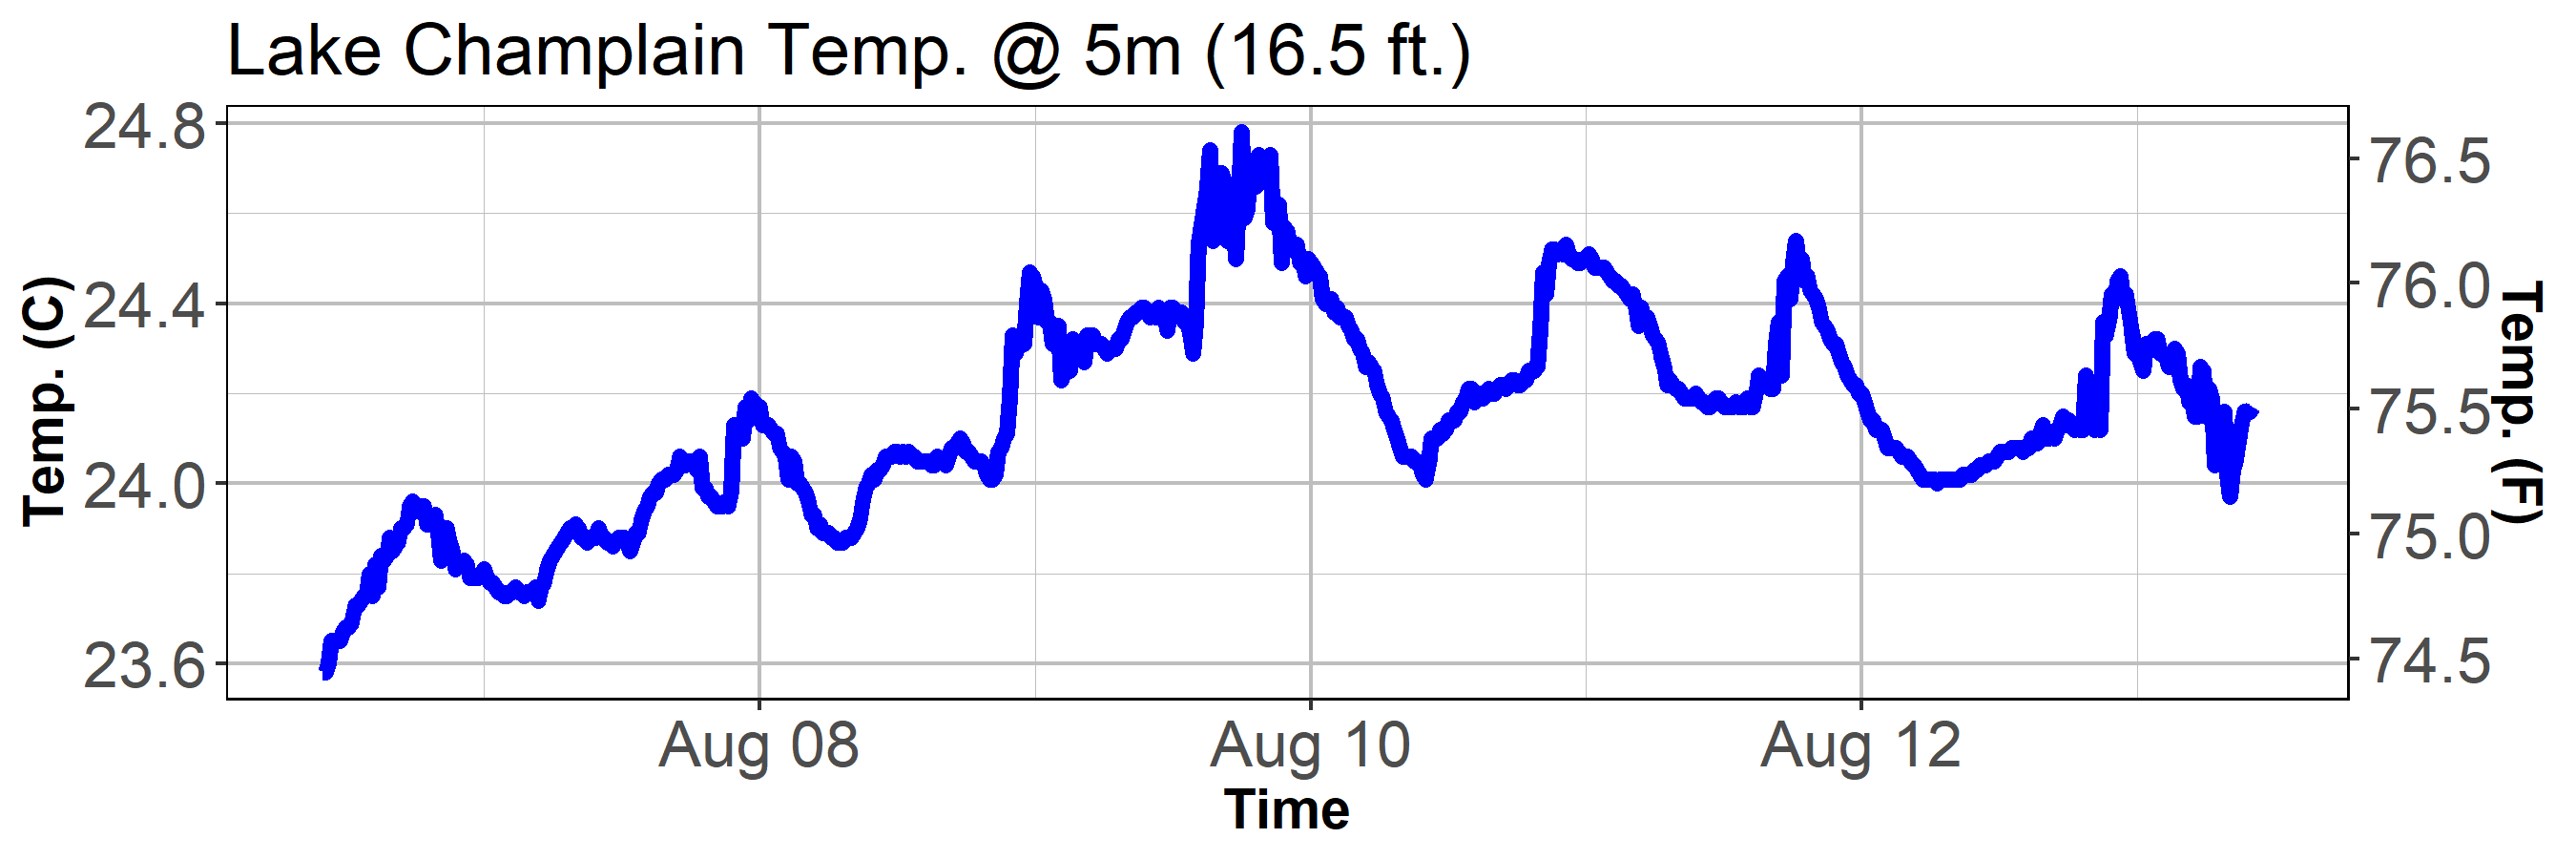 Lake Champlain Temp. @ 5m (16.5 ft.)
24.8
24.4
24.0
23.6
Temp. (C)
76.5
76.0
75.5
75.0
74.5
Temp. (F)
Aug 08
Aug 10
Aug 12
Time